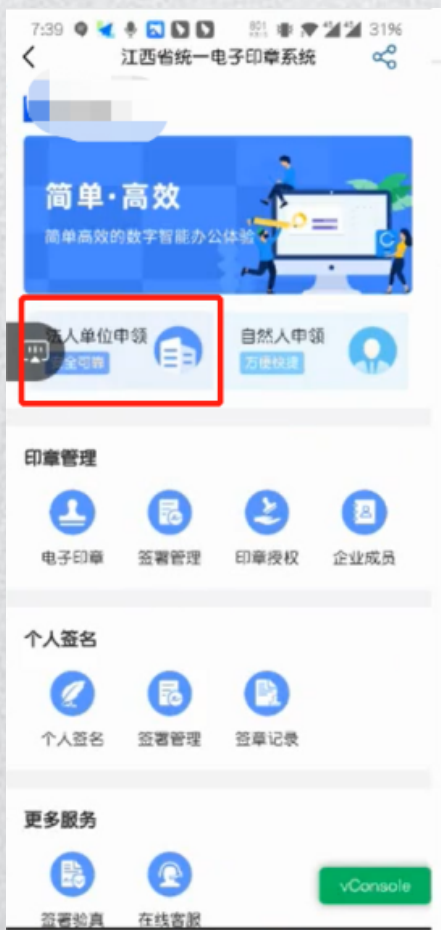 7:39
31%
江西省统一电子印章系统
简单·高效
简单高效的数字智能办公体验
法人单位申领
安全可靠
自然人申领
方便快捷
印章管理
电子印章
签署管理
印章授权
企业成员
个人签名
个人签名
签署管理
签章记录
更多服务
签署验真
在线客服
vConsole